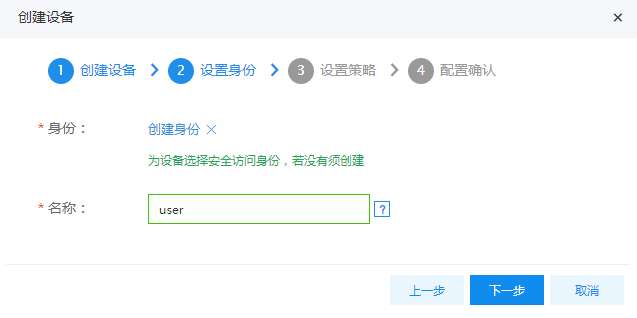 创建设备 ×
1 创建设备 2 设置身份 3 设置策略 4 配置确认
* 身份： 创建身份 ×
为设备选择安全访问身份，若没有须创建
* 名称： user ?
上一步 下一步 取消